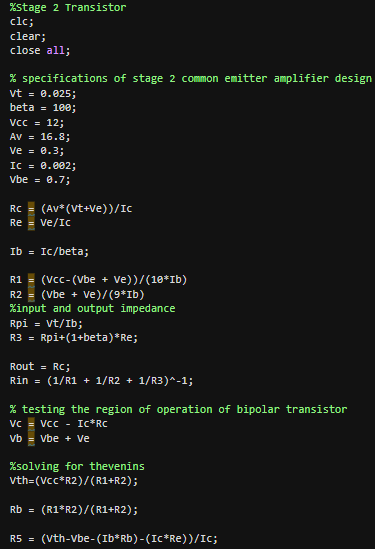 %Stage 2 Transistor
clc;
clear;
close all;
% specifications of stage 2 common emitter amplifier design
Vt = 0.025;
beta = 100;
Vcc = 12;
Av = 16.8;
Ve = 0.3;
Ic = 0.002;
Vbe = 0.7;
Rc = (Av*(Vt+Ve))/Ic
Re = Ve/Ic
Ib = Ic/beta;
R1 = (Vcc-(Vbe + Ve))/(10*Ib)
R2 = (Vbe + Ve)/(9*Ib)
%input and output impedance
Rpi = Vt/Ib;
R3 = Rpi+(1+beta)*Re;
Rout = Rc;
Rin = (1/R1 + 1/R2 + 1/R3)^-1;
% testing the region of operation of bipolar transistor
Vc = Vcc - Ic*Rc
Vb = Vbe + Ve
%solving for thevenins
Vth=(Vcc*R2)/(R1+R2);
Rb = (R1*R2)/(R1+R2);
R5 = (Vth-Vbe-(Ib*Rb)-(Ic*Re))/Ic;